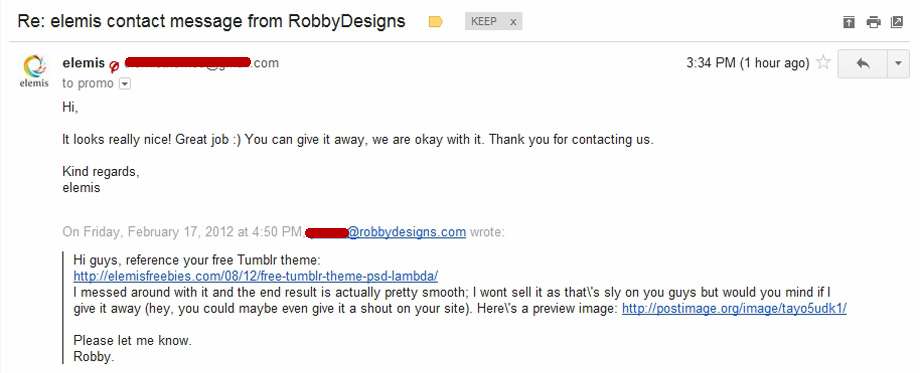 Re: elemis contact message from RobbyDesigns KEEP x
elemis .com 3:34 PM (1 hour ago)
elemis
to promo
Hi,
It looks really nice! Great job :) You can give it away, we are okay with it. Thank you for contacting us.
Kind regards,
elemis
On Friday, February 17, 2012 at 4:50 PM, @robbydesigns.com wrote:
Hi guys, reference your free Tumblr theme:
http://elemisfreebies.com/08/12/free-tumblr-theme-psd-lambda/
I messed around with it and the end result is actually pretty smooth; I wont sell it as that\'s sly on you guys but would you mind if I
give it away (hey, you could maybe even give it a shout on your site). Here\'s a preview image: http://postimage.org/image/tayo5udk1/
Please let me know.
Robby.